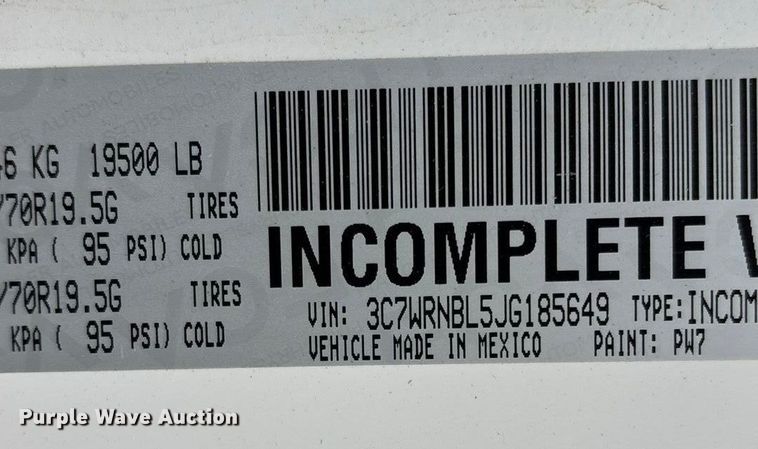 6 KG 19500 LB
/70R19.5G TIRES
KPA ( 95 PSI) COLD
/70R19.5G TIRES
KPA ( 95 PSI) COLD
INCOMPLETE V
VIN: 3C7WRNBL5JG185649 TYPE: INCOM
VEHICLE MADE IN MEXICO PAINT: PW7
Purple Wave Auction